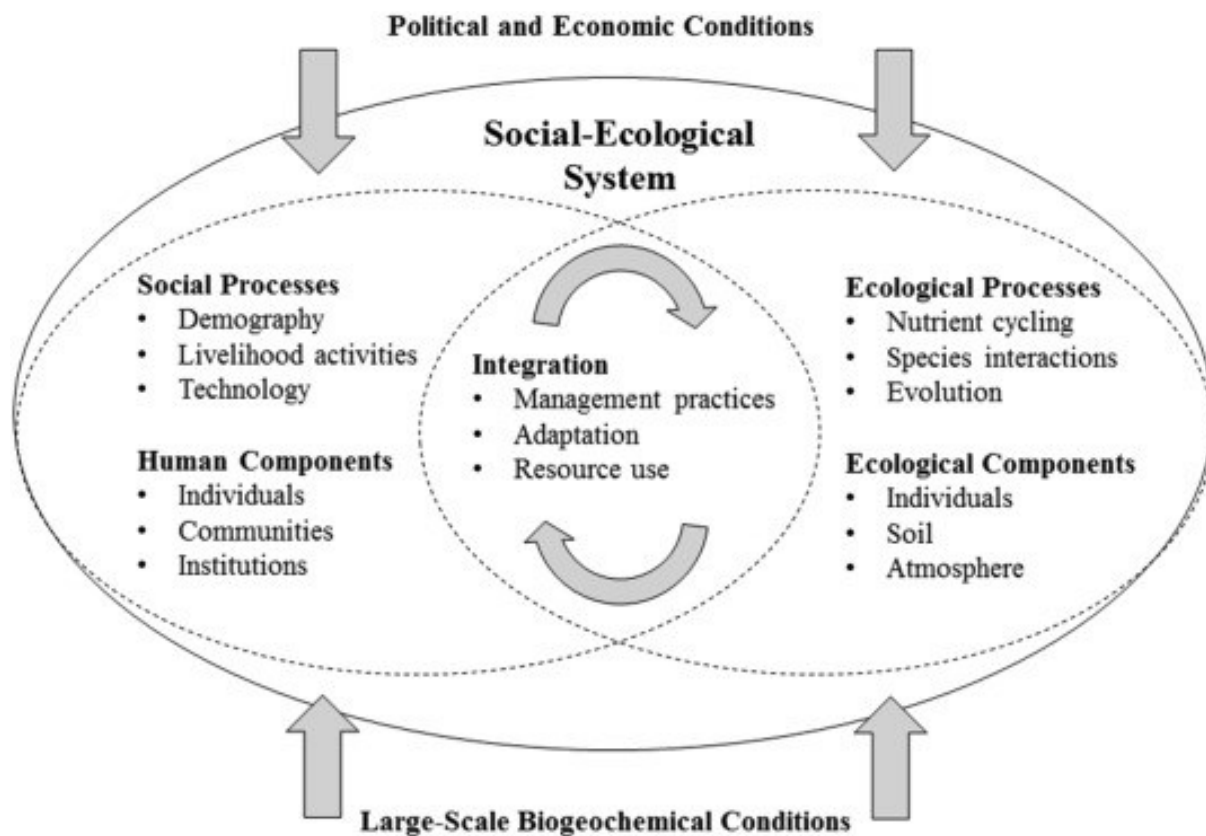 Political and Economic Conditions
Social-Ecological
System
Social Processes
• Demography
• Livelihood activities
• Technology
Human Components
• Individuals
• Communities
• Institutions
Integration
• Management practices
• Adaptation
• Resource use
Ecological Processes
• Nutrient cycling
• Species interactions
• Evolution
Ecological Components
• Individuals
• Soil
• Atmosphere
Large-Scale Biogeochemical Conditions